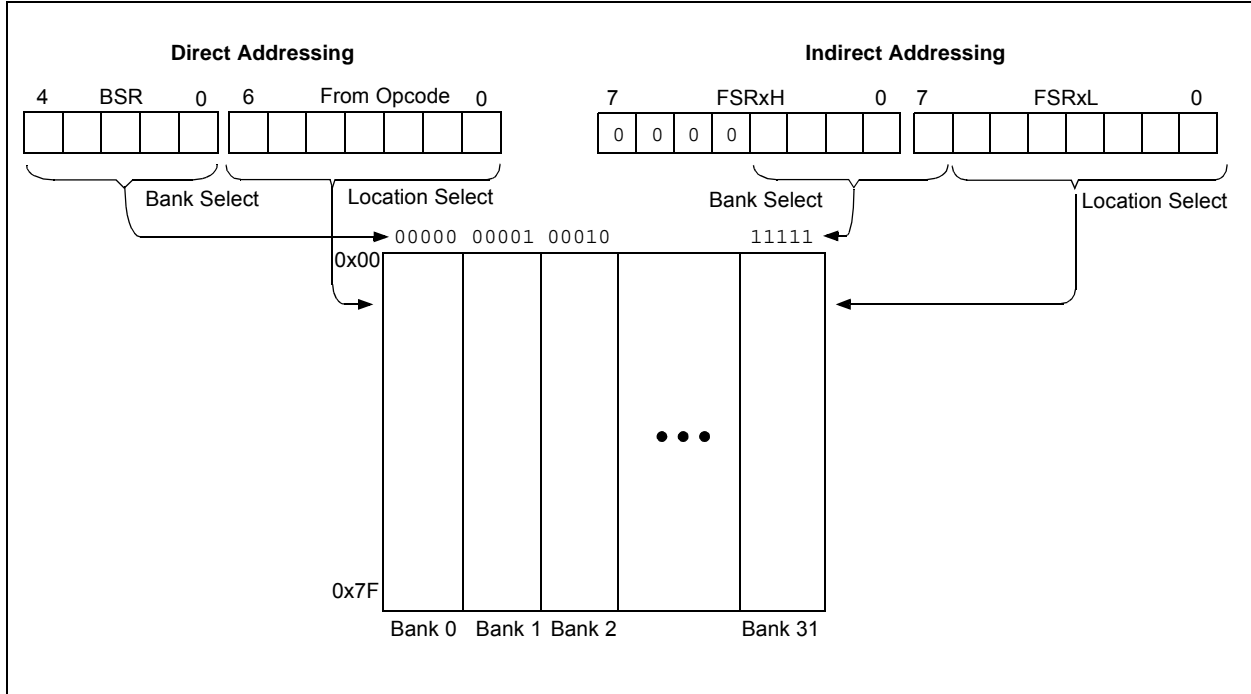 Direct Addressing
Indirect Addressing
4 BSR 0 6 From Opcode 0
7 FSRxH 0 7 FSRxL 0
0 0 0 0
Bank Select
Location Select
Bank Select
Location Select
00000 00001 00010 11111
0x00
0x7F
Bank 0 Bank 1 Bank 2 Bank 31